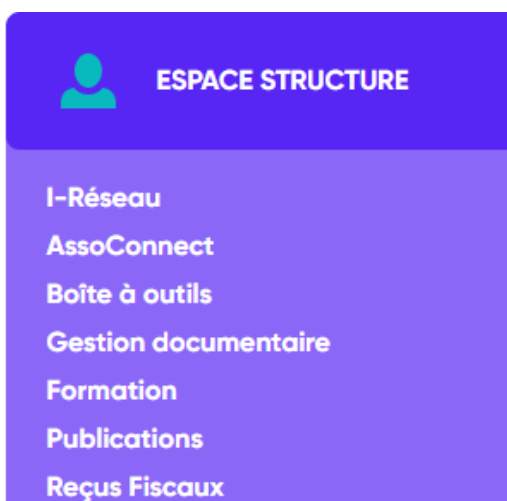 ESPACE STRUCTURE
I-Réseau
AssoConnect
Boîte à outils
Gestion documentaire
Formation
Publications
Reçus Fiscaux